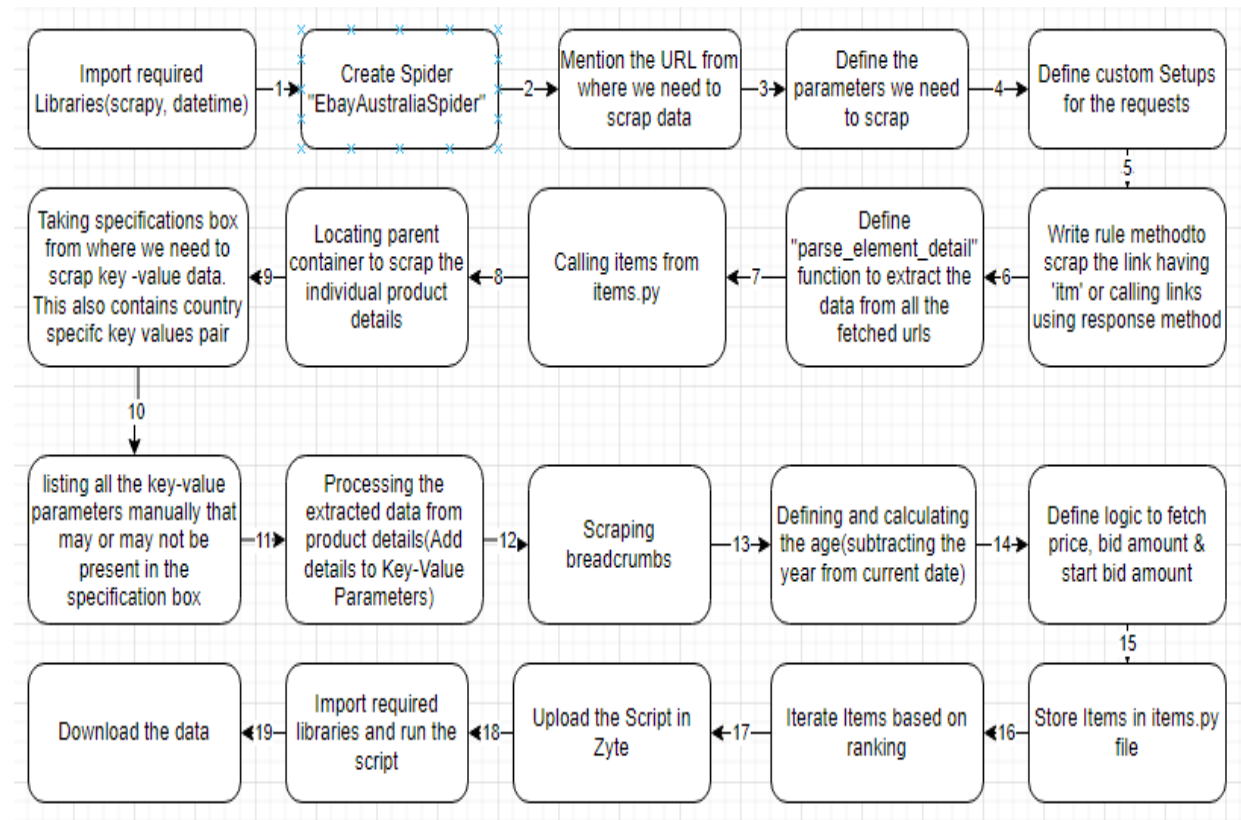 Import required
Libraries(scrapy, datetime)
1
Create Spider
"EbayAustraliaSpider"
2
Mention the URL from
where we need to
scrap data
3
Define the
parameters we need
to scrap
4
Define custom Setups
for the requests
5
Write rule methodto
scrap the link having
'itm' or calling links
using response method
6
Define
"parse_element_detail"
function to extract the
data from all the
fetched urls
7
Calling items from
items.py
8
Locating parent
container to scrap the
individual product
details
9
Taking specifications box
from where we need to
scrap key -value data.
This also contains country
specifc key values pair
10
listing all the key-value
parameters manually that
may or may not be
present in the
specification box
11
Processing the
extracted data from
product details(Add
details to Key-Value
Parameters)
12
Scraping
breadcrumbs
13
Defining and calculating
the age(subtracting the
year from current date)
14
Define logic to fetch
price, bid amount &
start bid amount
15
Store Items in items.py
file
16
Iterate Items based on
ranking
17
Upload the Script in
Zyte
18
Import required
libraries and run the
script
19
Download the data